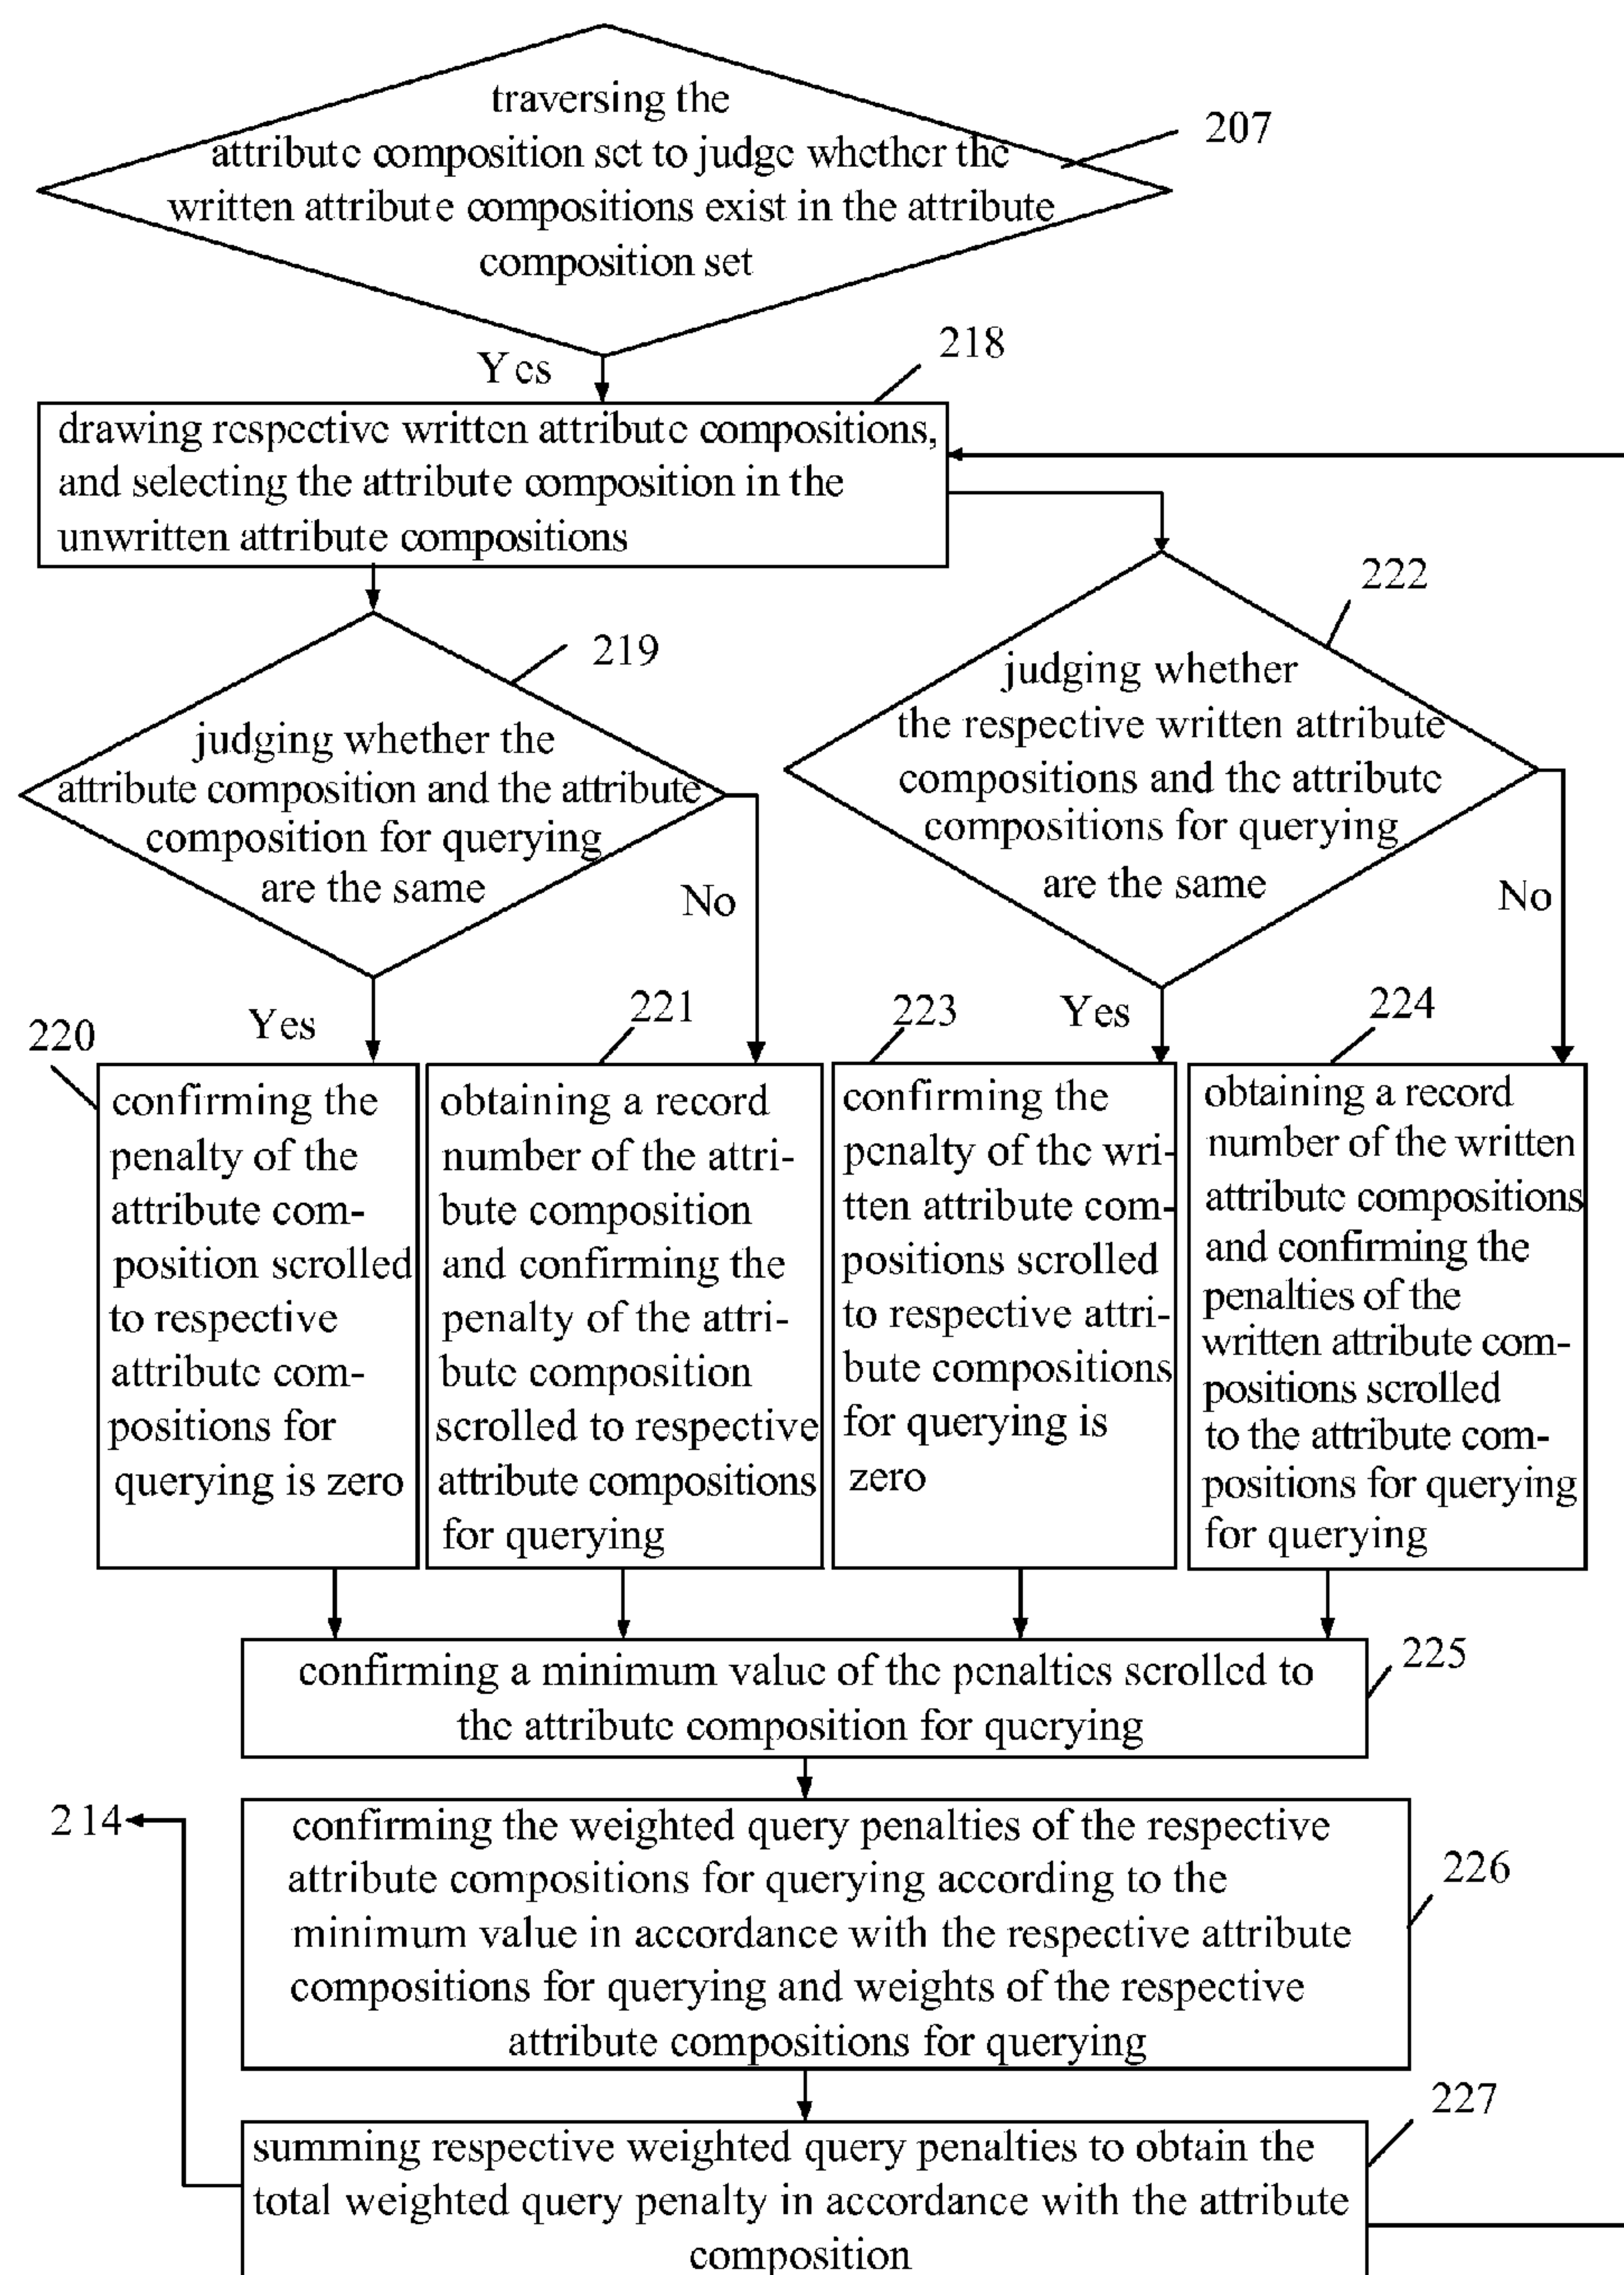 traversing the
attribute composition set to judge whether the
written attribute compositions exist in the attribute
composition set
207
Yes
218
drawing respective written attribute compositions,
and selecting the attribute composition in the
unwritten attribute compositions
219
judging whether the
attribute composition and the attribute
composition for querying
are the same
222
judging whether
the respective written attribute
compositions and the attribute
compositions for querying
are the same
No
No
Yes
Yes
220
confirming the
penalty of the
attribute com-
position scrolled
to respective
attribute com-
positions for
querying is zero
221
obtaining a record
number of the attri-
bute composition
and confirming the
penalty of the attri-
bute composition
scrolled to respective
attribute compositions
for querying
223
confirming the
penalty of the wri-
tten attribute com-
positions scrolled
to respective attri-
bute compositions
for querying is
zero
224
obtaining a record
number of the written
attribute compositions
and confirming the
penalties of the
written attribute com-
positions scrolled
to the attribute com-
positions for querying
for querying
225
confirming a minimum value of the penalties scrolled to
the attribute composition for querying
214
226
confirming the weighted query penalties of the respective
attribute compositions for querying according to the
minimum value in accordance with the respective attribute
compositions for querying and weights of the respective
attribute compositions for querying
227
summing respective weighted query penalties to obtain the
total weighted query penalty in accordance with the attribute
composition